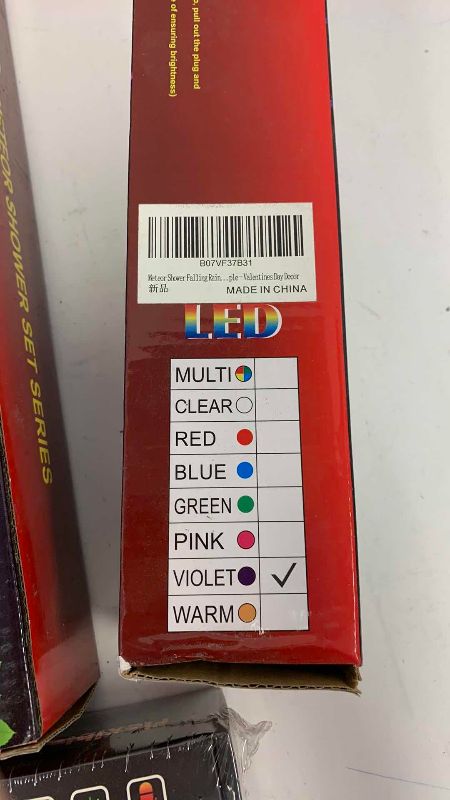 o, pull out the plug and
e of ensuring brightness)
METEOR SHOWER SET SERIES
B07VF37B31
Meteor Shower Falling Rain...ple - Valentines Day Decor
新品 MADE IN CHINA
LED
MULTI
CLEAR
RED
BLUE
GREEN
PINK
VIOLET ✓
WARM